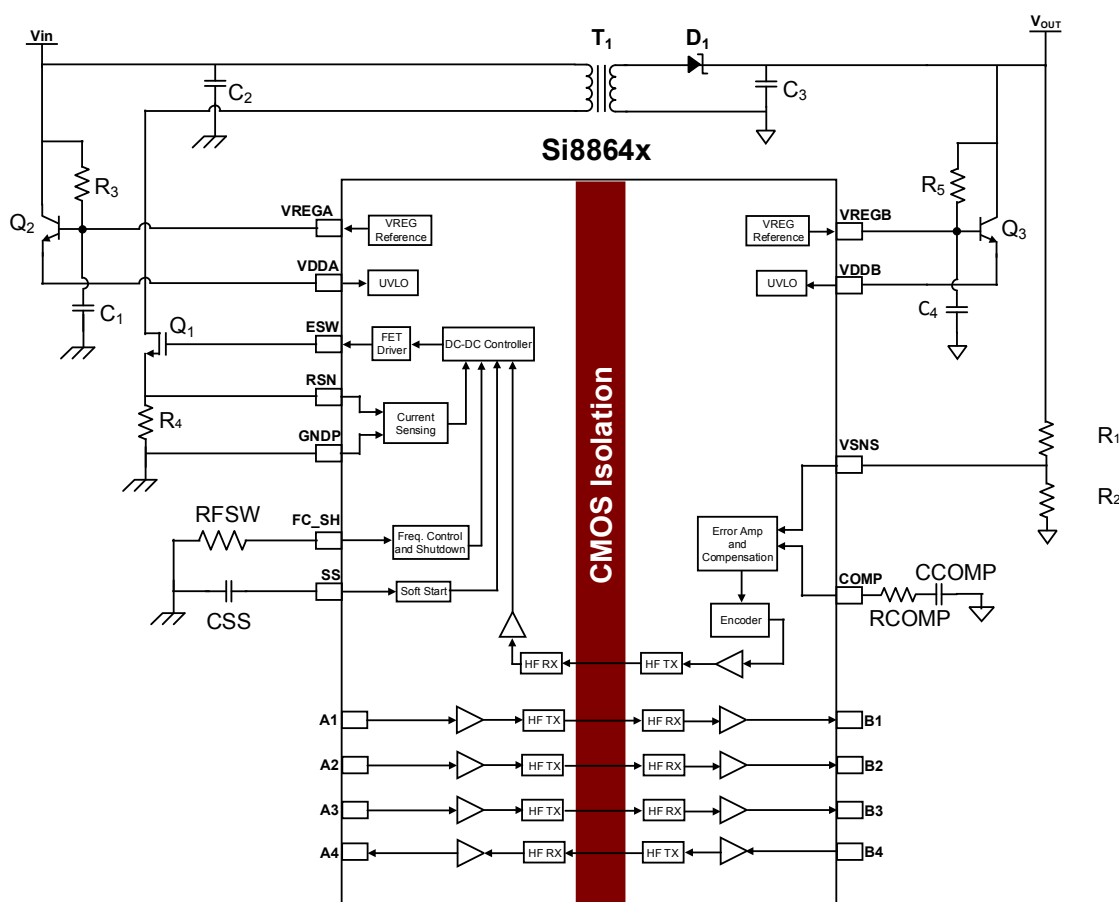 Vin
T1
D1
VOUT
C2
C3
Si8864x
R3
R5
Q2
VREGA
VREG
Reference
VREG
Reference
VREGB
Q3
VDDA
UVLO
UVLO
VDDB
C1
C4
Q1
ESW
FET
Driver
DC-DC Controller
RSN
R4
Current
Sensing
GNDP
R1
VSNS
R2
CMOS Isolation
RFSW
FC_SH
Freq. Control
and Shutdown
Error Amp
and
Compensation
SS
Soft Start
CSS
COMP
CCOMP
RCOMP
Encoder
HF RX
HF TX
A1
HF TX
HF RX
B1
A2
HF TX
HF RX
B2
A3
HF TX
HF RX
B3
A4
HF RX
HF TX
B4